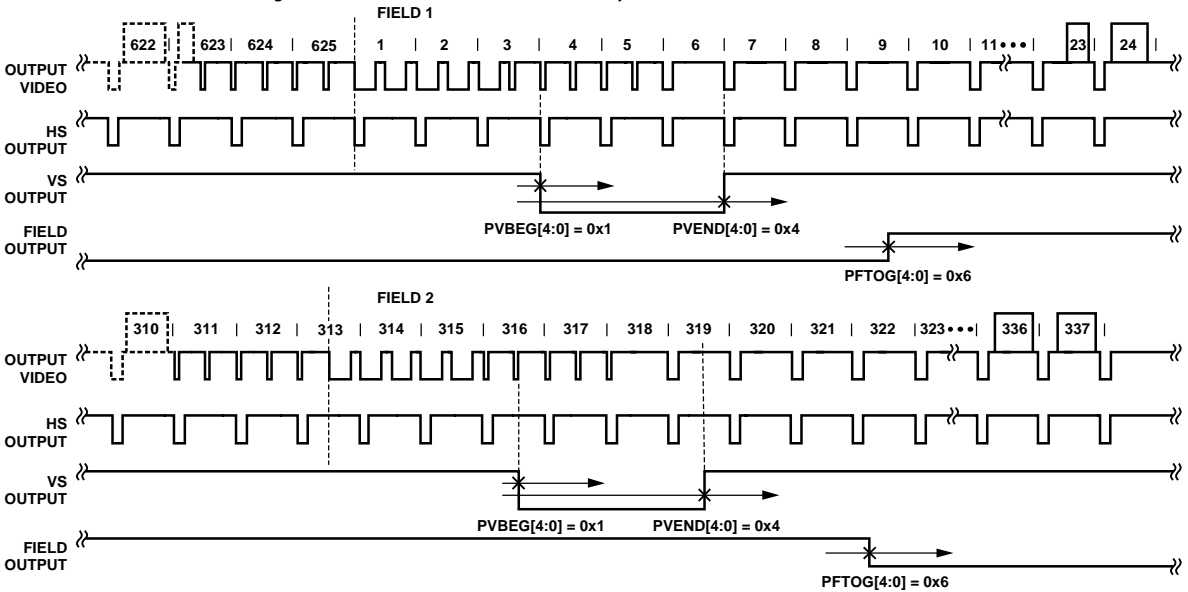 FIELD 1
622 623 624 625 1 2 3 4 5 6 7 8 9 10 11 ••• 23 24
OUTPUT
VIDEO
HS
OUTPUT
VS
OUTPUT
PVBEG[4:0] = 0x1 PVEND[4:0] = 0x4
FIELD
OUTPUT
PFTOG[4:0] = 0x6
FIELD 2
310 311 312 313 314 315 316 317 318 319 320 321 322 323 ••• 336 337
OUTPUT
VIDEO
HS
OUTPUT
VS
OUTPUT
PVBEG[4:0] = 0x1 PVEND[4:0] = 0x4
FIELD
OUTPUT
PFTOG[4:0] = 0x6